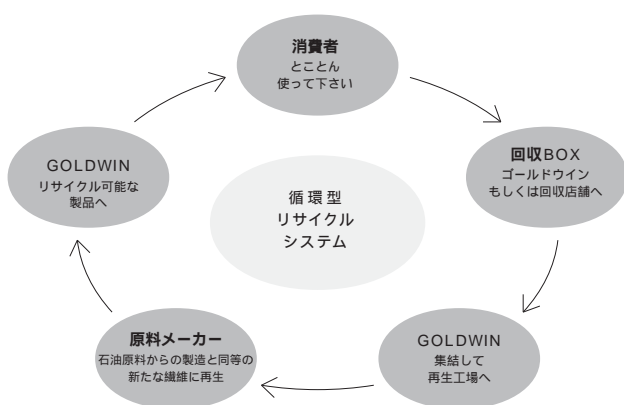 消費者
とことん
使って下さい
回収BOX
ゴールドウイン
もしくは回収店舗へ
GOLDWIN
集結して
再生工場へ
原料メーカー
石油原料からの製造と同等の
新たな繊維に再生
GOLDWIN
リサイクル可能な
製品へ
循環型
リサイクル
システム